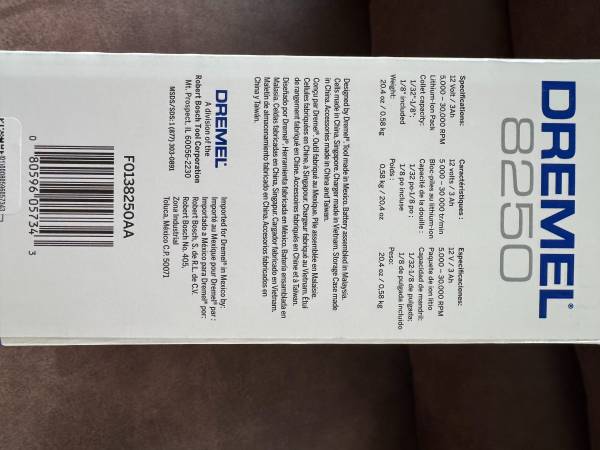 DREMEL®
8250
Specifications:
12 Volt / 3Ah
5,000 – 30,000 RPM
Lithium-Ion Pack
Collet capacity:
1/32"-1/8";
1/8" included
Weight:
20.4 oz / 0,58 kg
Caractéristiques :
12 volts / 3 Ah
5 000 – 30 000 tr/min
Bloc-piles au lithium-ion
Capacité de la douille :
1/32 po-1/8 po ;
1/8 po incluse
Poids :
0,58 kg / 20,4 oz
Especificaciones:
12 V / 3 Ah
5,000 – 30,000 RPM
Paquete de ion litio
Capacidad de mandril:
1/32-1/8 de pulgada:
1/8 de pulgada incluido
Peso:
20.4 oz / 0,58 kg
Designed by Dremel®. Tool made in Mexico. Battery assembled in Malaysia.
Cells made in China, Singapore. Charger made in Vietnam. Storage Case made
in China. Accessories made in China and Taiwan.
Conçu par Dremel®. Outil fabriqué au Mexique. Pile assemblée en Malaisie.
Cellules fabriquées en Chine, à Singapour. Chargeur fabriqué au Vietnam. Étui
de rangement fabriqué en Chine. Accessoires fabriqués en Chine et à Taïwan.
Diseñado por Dremel®. Herramienta fabricada en México. Batería ensamblada en
Malasia. Celdas fabricadas en China, Singapur. Cargador fabricado en Vietnam.
Maletín de almacenamiento fabricado en China. Accesorios fabricados en
China y Taiwán.
DREMEL®
A division of the
Robert Bosch Tool Corporation
Mt. Prospect, IL 60056-2230
MSDS/SDS: 1 (877) 303-0891
Imported for Dremel® in Mexico by:
Importé au Mexique pour Dremel® par :
Importado a México para Dremel® por:
Robert Bosch, S. de R.L. de C.V.
Robert Bosch No. 405,
Zona Industrial
Toluca, México C.P. 50071
F0138250AA
0 80596 05734 3